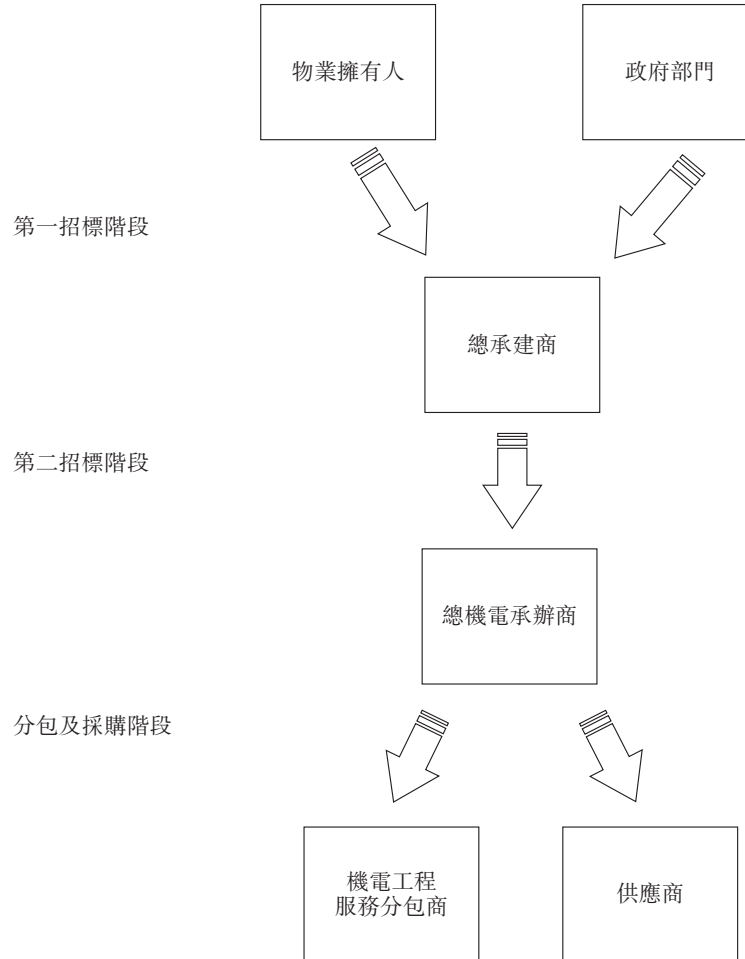 物業擁有人
政府部門
第一招標階段
總承建商
第二招標階段
總機電承辦商
分包及採購階段
機電工程
服務分包商
供應商